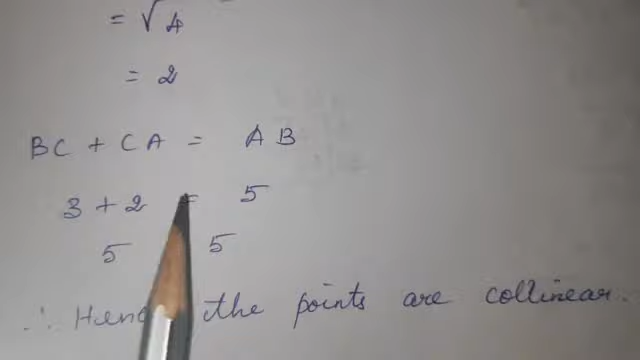 = √4
= 2
BC + CA = AB
3 + 2 = 5
5 5
∴ Hence the points are collinear.